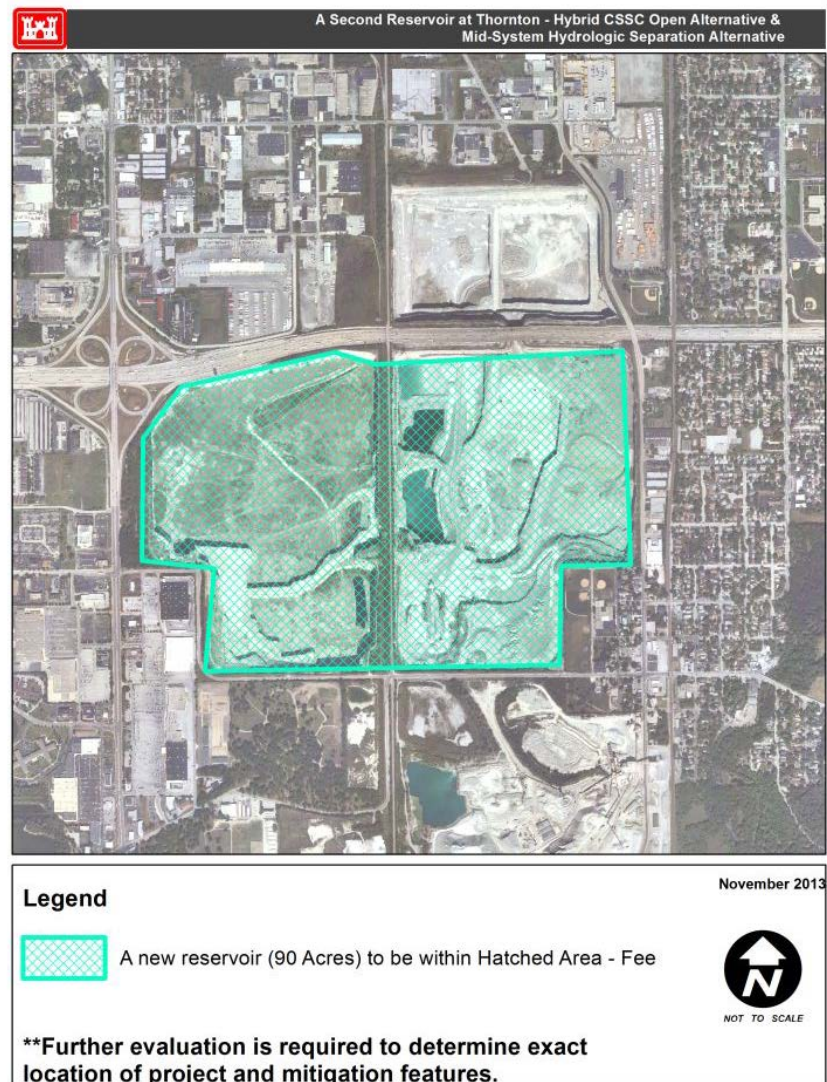 A Second Reservoir at Thornton - Hybrid CSSC Open Alternative &
Mid-System Hydrologic Separation Alternative
November 2013
Legend
A new reservoir (90 Acres) to be within Hatched Area - Fee
N
NOT TO SCALE
**Further evaluation is required to determine exact
location of project and mitigation features.